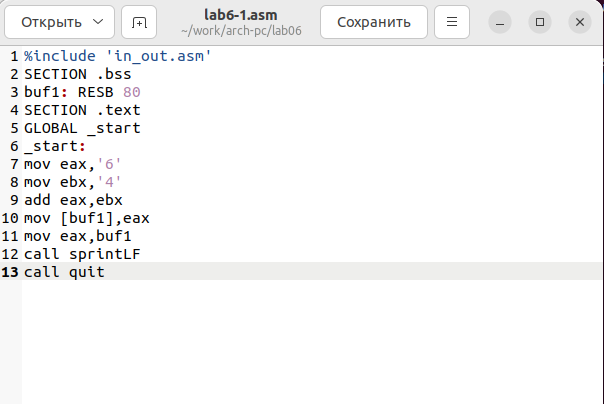 Открыть
lab6-1.asm
~/work/arch-pc/lab06
Сохранить
1 %include 'in_out.asm'
2 SECTION .bss
3 buf1: RESB 80
4 SECTION .text
5 GLOBAL _start
6 _start:
7 mov eax,'6'
8 mov ebx,'4'
9 add eax,ebx
10 mov [buf1],eax
11 mov eax,buf1
12 call sprintLF
13 call quit